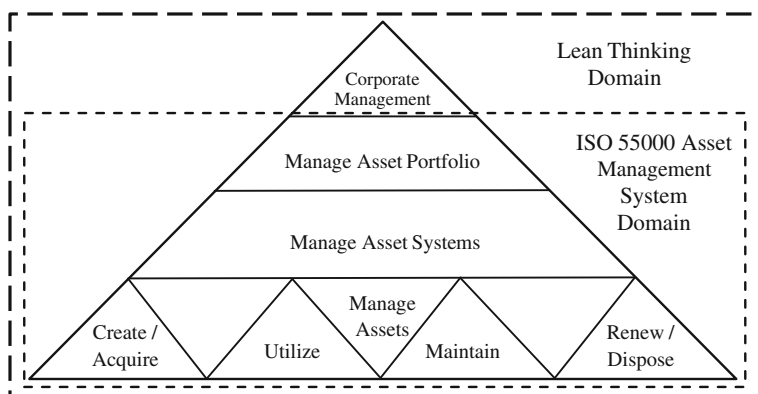 Lean Thinking
Domain
Corporate
Management
ISO 55000 Asset
Management
System
Domain
Manage Asset Portfolio
Manage Asset Systems
Manage
Assets
Create /
Acquire
Utilize
Maintain
Renew /
Dispose